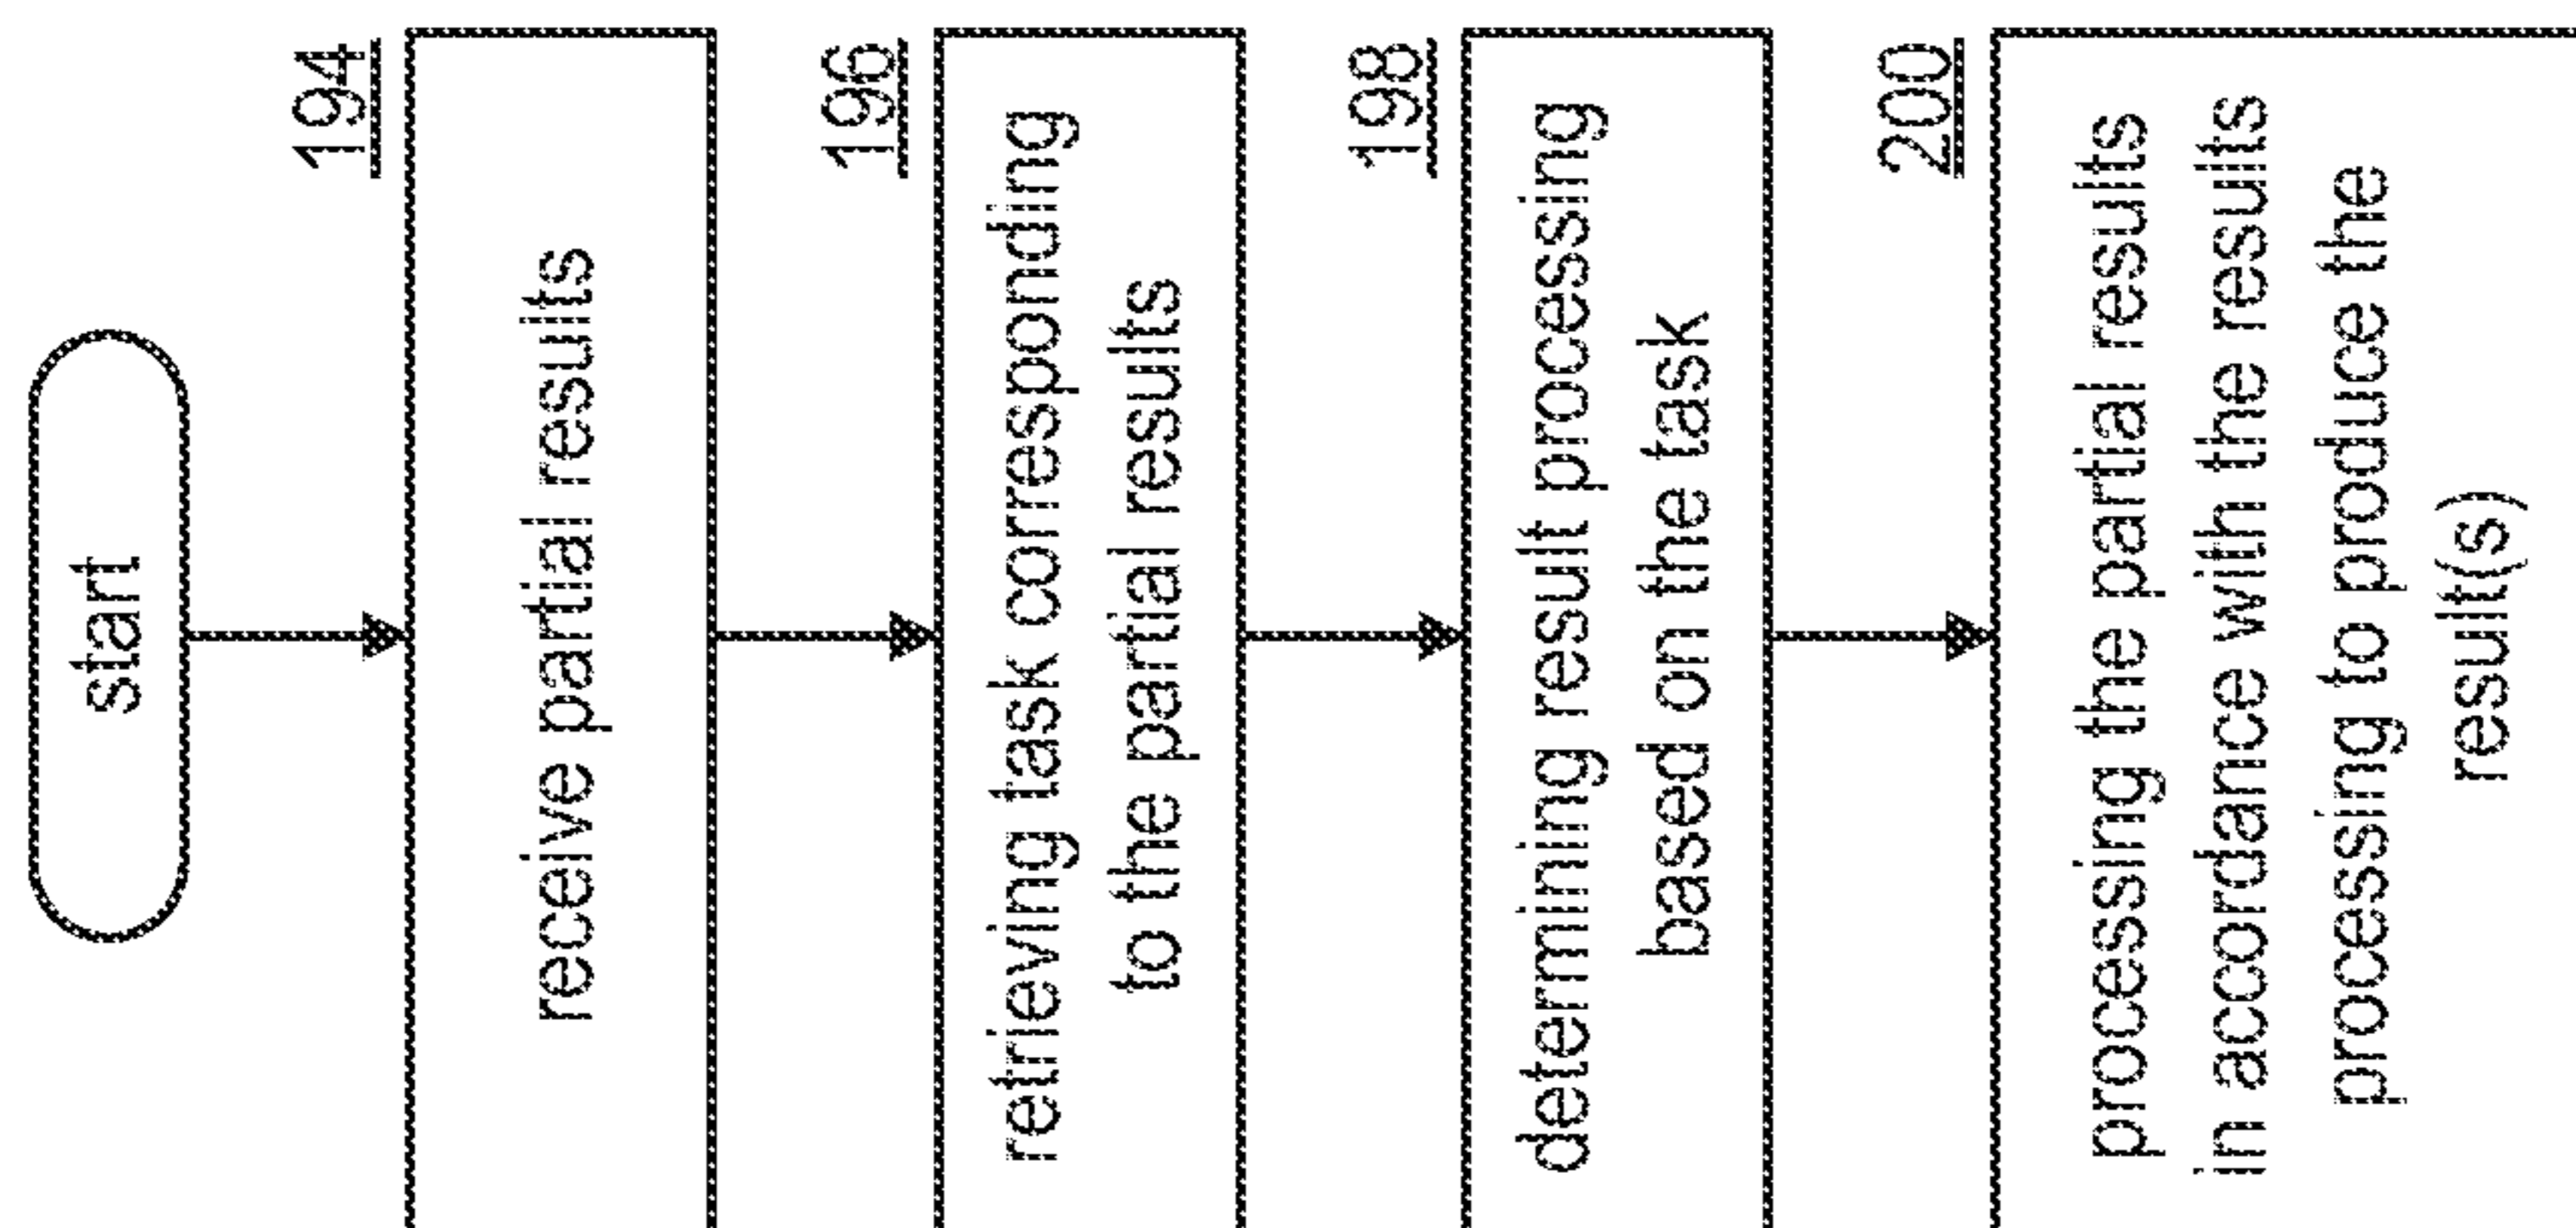 start
194
receive partial results
196
retrieving task corresponding
to the partial results
198
determining result processing
based on the task
200
processing the partial results
in accordance with the results
processing to produce the
result(s)